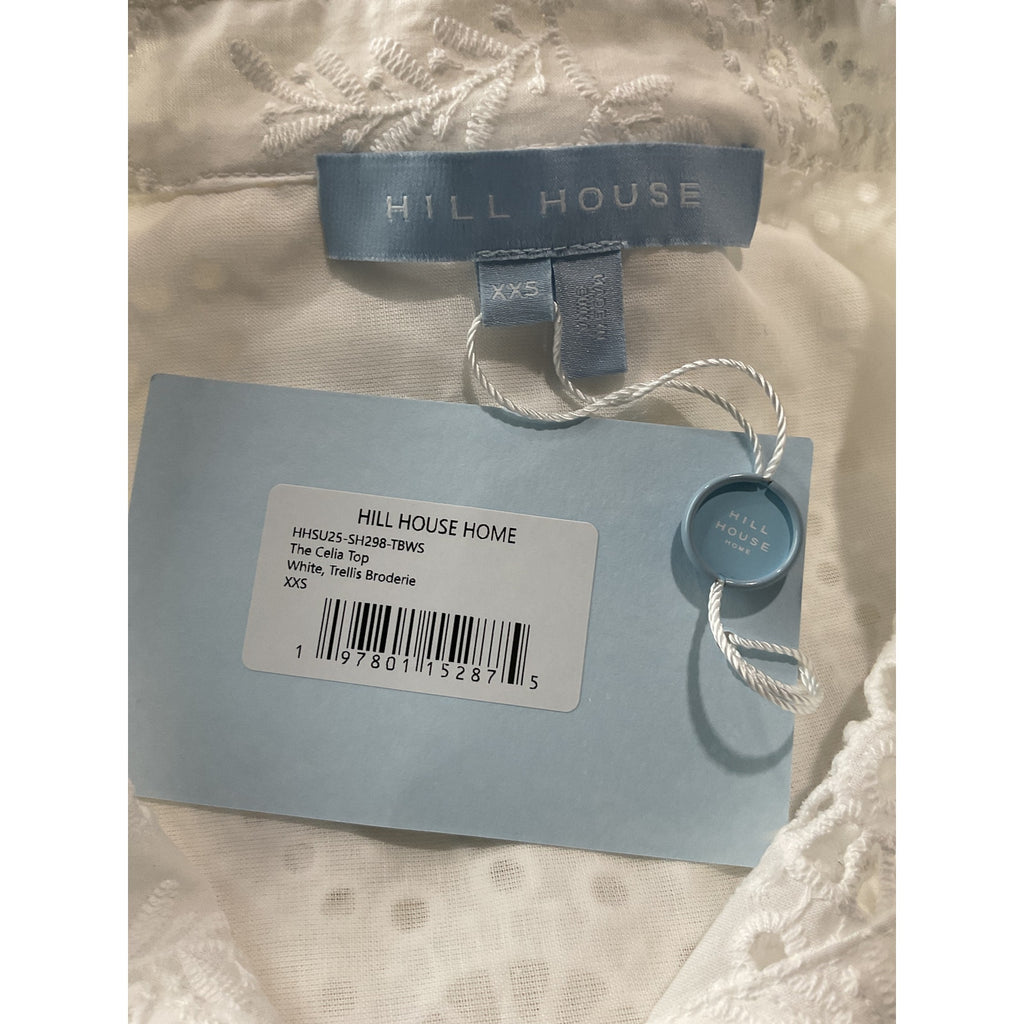 HILL HOUSE
XXS
HILL HOUSE HOME
HHSU25-SH298-TBWS
The Celia Top
White, Trellis Broderie
XXS
1 97801 15287 5
HILL
HOUSE
HOME